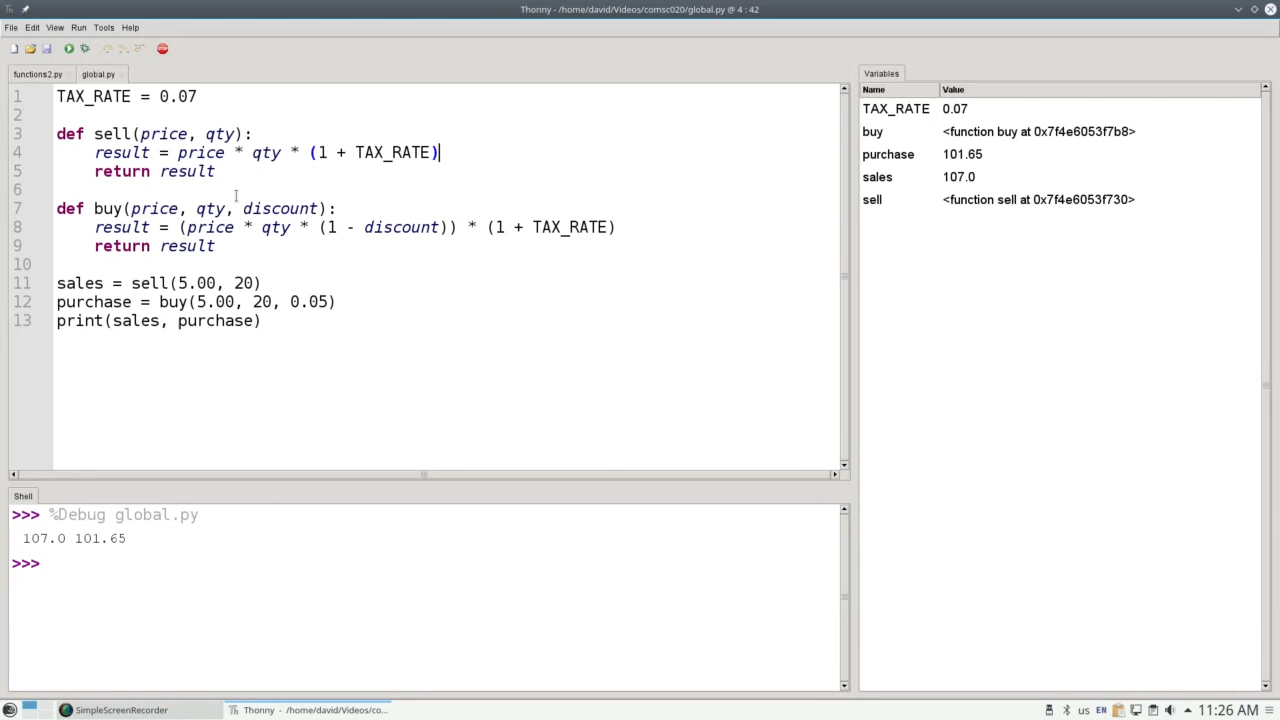 Thonny - /home/david/Videos/comsc020/global.py @ 4 : 42
File Edit View Run Tools Help
functions2.py global.py
1 TAX_RATE = 0.07
2
3 def sell(price, qty):
4     result = price * qty * (1 + TAX_RATE)
5     return result
6
7 def buy(price, qty, discount):
8     result = (price * qty * (1 - discount)) * (1 + TAX_RATE)
9     return result
10
11 sales = sell(5.00, 20)
12 purchase = buy(5.00, 20, 0.05)
13 print(sales, purchase)
Variables
Name Value
TAX_RATE 0.07
buy <function buy at 0x7f4e6053f7b8>
purchase 101.65
sales 107.0
sell <function sell at 0x7f4e6053f730>
Shell
>>> %Debug global.py
107.0 101.65
>>>
SimpleScreenRecorder Th Thonny - /home/david/Videos/co... us EN 11:26 AM